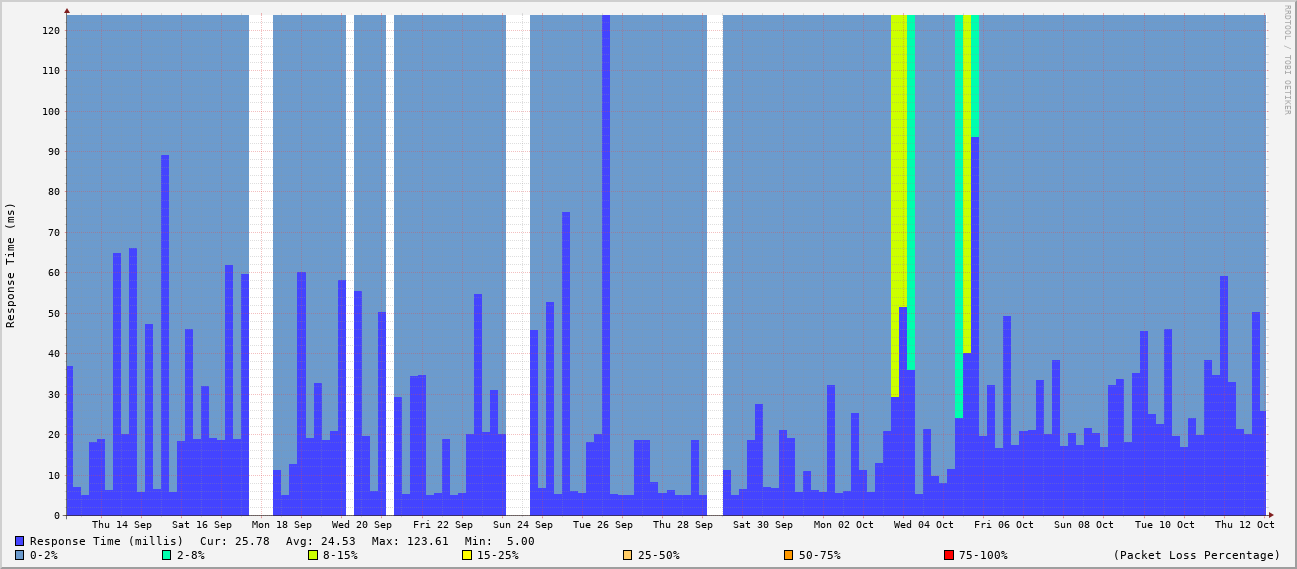 RRDTOOL / TOBI OETIKER
Response Time (ms)
120
110
100
90
80
70
60
50
40
30
20
10
0
Thu 14 Sep Sat 16 Sep Mon 18 Sep Wed 20 Sep Fri 22 Sep Sun 24 Sep Tue 26 Sep Thu 28 Sep Sat 30 Sep Mon 02 Oct Wed 04 Oct Fri 06 Oct Sun 08 Oct Tue 10 Oct Thu 12 Oct
Response Time (millis) Cur: 25.78 Avg: 24.53 Max: 123.61 Min: 5.00
0-2% 2-8% 8-15% 15-25% 25-50% 50-75% 75-100% (Packet Loss Percentage)